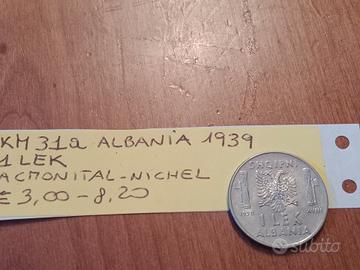 KM 31a ALBANIA 1939
1 LEK
ACMONITAL-NICHEL
€ 3,00 - 8,20
SHQIPNI
1 LEK
ALBANIA
subito